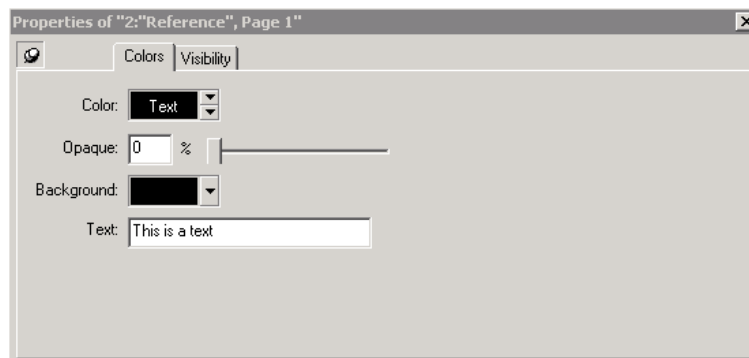 Properties of "2:"Reference", Page 1"
Colors Visibility
Color: Text
Opaque: 0 %
Background:
Text: This is a text